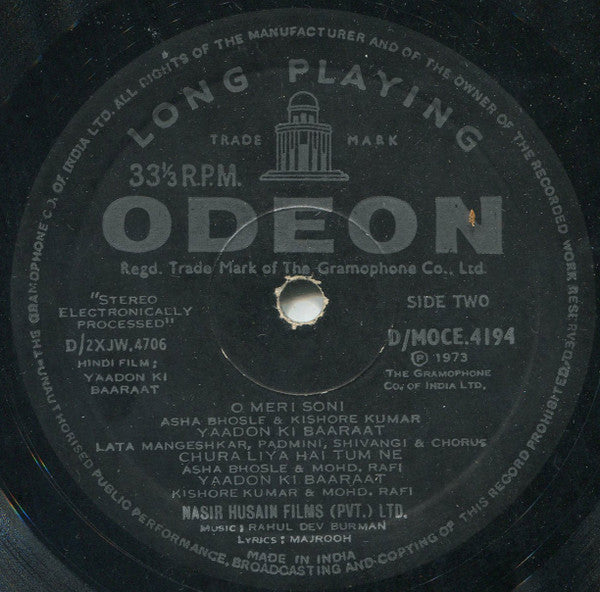 UNAUTHORISED PUBLIC PERFORMANCE, BROADCASTING AND COPYING OF THIS RECORD PROHIBITED. ALL RIGHTS OF THE MANUFACTURER AND OF THE OWNER OF THE RECORDED WORK RESERVED.
THE GRAMOPHONE CO. OF INDIA LTD.
LONG PLAYING
TRADE MARK
33⅓ R.P.M.
ODEON
Regd. Trade Mark of The Gramophone Co., Ltd.
"STEREO
ELECTRONICALLY
PROCESSED"
D/2XJW.4706
HINDI FILM;
YAADON KI
BAARAAT
SIDE TWO
D/MOCE.4194
Ⓟ 1973
THE GRAMOPHONE
CO. OF INDIA LTD.
O MERI SONI
ASHA BHOSLE & KISHORE KUMAR
YAADON KI BAARAAT
LATA MANGESHKAR, PADMINI, SHIVANGI & CHORUS
CHURA LIYA HAI TUM NE
ASHA BHOSLE & MOHD. RAFI
YAADON KI BAARAAT
KISHORE KUMAR & MOHD. RAFI
NASIR HUSAIN FILMS (PVT.) LTD.
MUSIC; RAHUL DEV BURMAN
LYRICS; MAJROOH
MADE IN INDIA